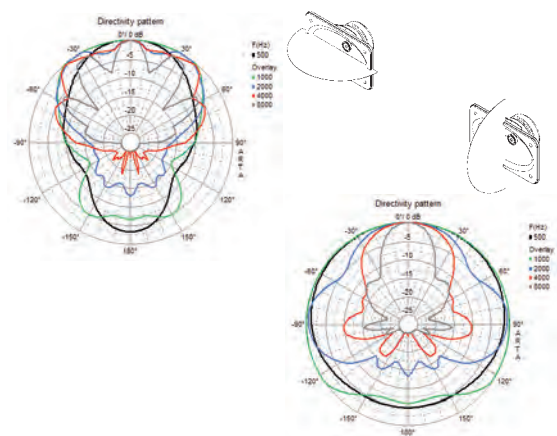 Directivity pattern
0°/ 0 dB
-30°
30°
-5
-10
-15
-20
-25
-60°
60°
-90°
90°
-120°
120°
-150°
150°
180°
F(Hz)
500
Overlay
1000
2000
4000
8000
A
R
T
A
Directivity pattern
0°/ 0 dB
-30°
30°
-5
-10
-15
-20
-25
-60°
60°
-90°
90°
-120°
120°
-150°
150°
180°
F(Hz)
500
Overlay
1000
2000
4000
8000
A
R
T
A